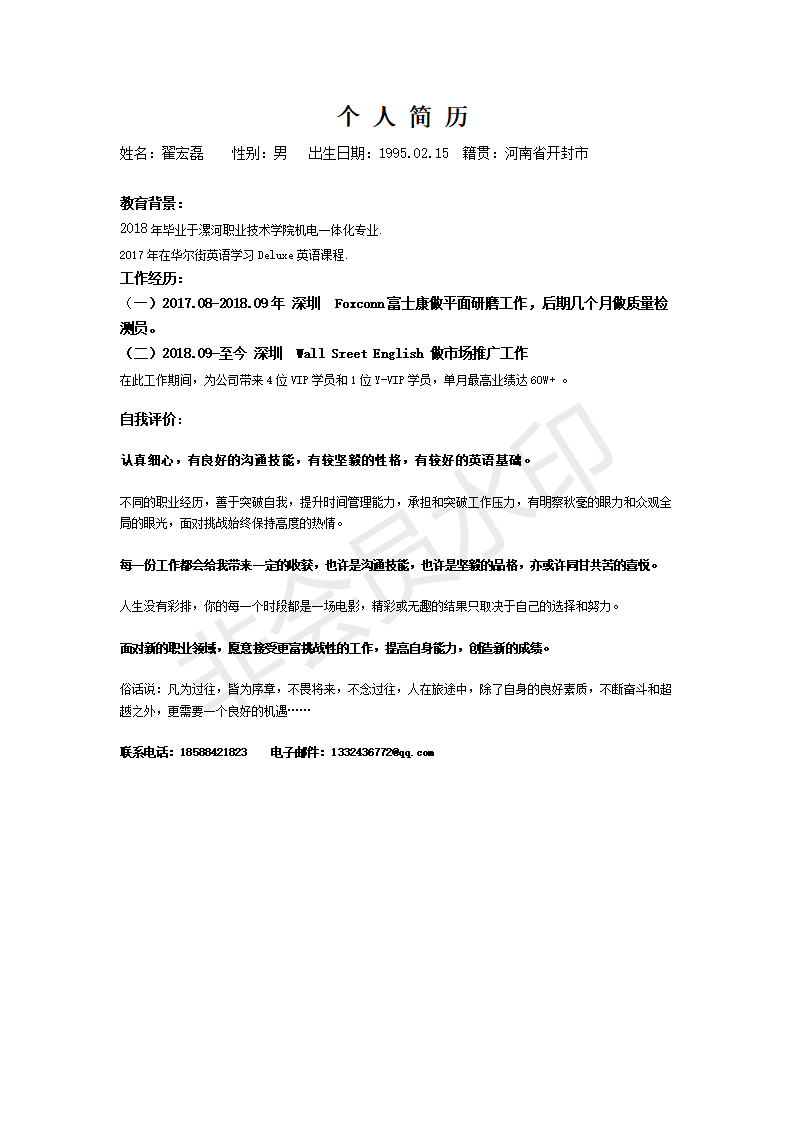 个 人 简 历
姓名：翟宏磊 性别：男 出生日期：1995.02.15 籍贯：河南省开封市
教育背景：
2018年毕业于漯河职业技术学院机电一体化专业.
2017年在华尔街英语学习Deluxe英语课程.
工作经历：
（一）2017.08-2018.09年 深圳 Foxconn富士康做平面研磨工作，后期几个月做质量检
测员。
（二）2018.09-至今 深圳 Wall Sreet English 做市场推广工作
在此工作期间，为公司带来4位VIP学员和1位Y-VIP学员，单月最高业绩达60W+ 。
自我评价：
认真细心，有良好的沟通技能，有较坚毅的性格，有较好的英语基础。
不同的职业经历，善于突破自我，提升时间管理能力，承担和突破工作压力，有明察秋毫的眼力和众观全
局的眼光，面对挑战始终保持高度的热情。
每一份工作都会给我带来一定的收获，也许是沟通技能，也许是坚毅的品格，亦或许同甘共苦的喜悦。
人生没有彩排，你的每一个时段都是一场电影，精彩或无趣的结果只取决于自己的选择和努力。
面对新的职业领域，愿意接受更富挑战性的工作，提高自身能力，创造新的成绩。
俗话说：凡为过往，皆为序章，不畏将来，不念过往，人在旅途中，除了自身的良好素质，不断奋斗和超
越之外，更需要一个良好的机遇……
联系电话：18588421823 电子邮件：1332436772@qq.com
非会员水印